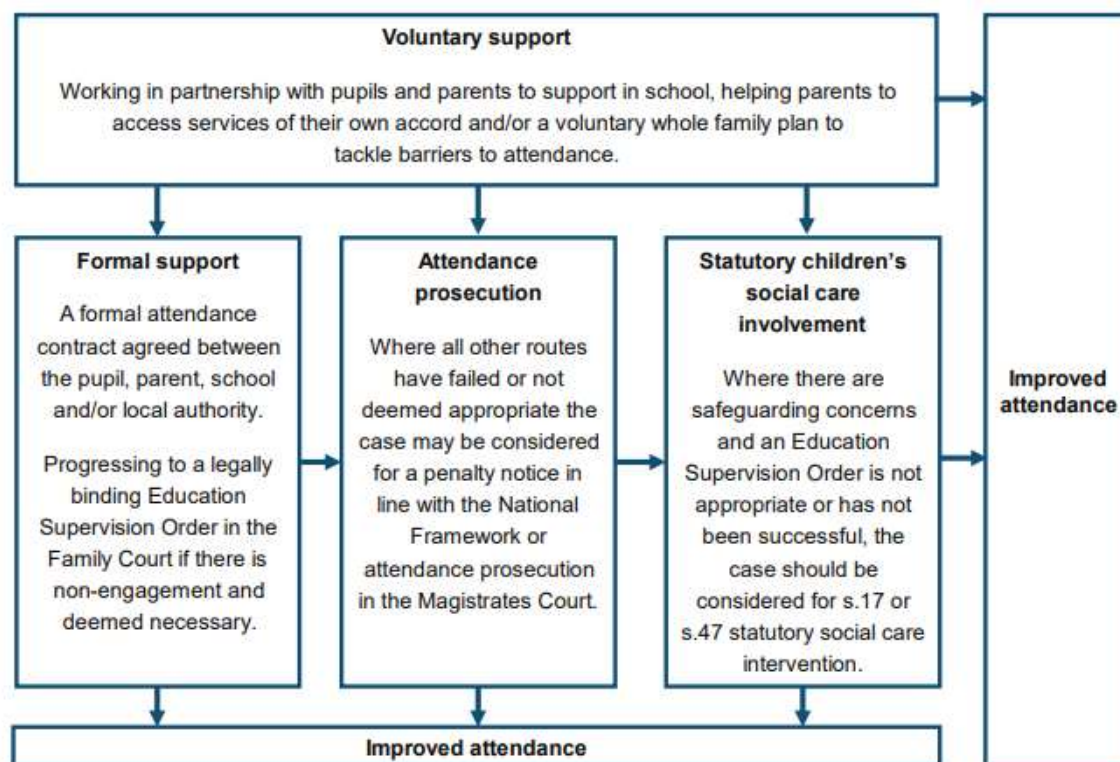 Voluntary support
Working in partnership with pupils and parents to support in school, helping parents to
access services of their own accord and/or a voluntary whole family plan to
tackle barriers to attendance.
Formal support
A formal attendance
contract agreed between
the pupil, parent, school
and/or local authority.
Progressing to a legally
binding Education
Supervision Order in the
Family Court if there is
non-engagement and
deemed necessary.
Attendance
prosecution
Where all other routes
have failed or not
deemed appropriate the
case may be considered
for a penalty notice in
line with the National
Framework or
attendance prosecution
in the Magistrates Court.
Statutory children’s
social care
involvement
Where there are
safeguarding concerns
and an Education
Supervision Order is not
appropriate or has not
been successful, the
case should be
considered for s.17 or
s.47 statutory social care
intervention.
Improved
attendance
Improved attendance